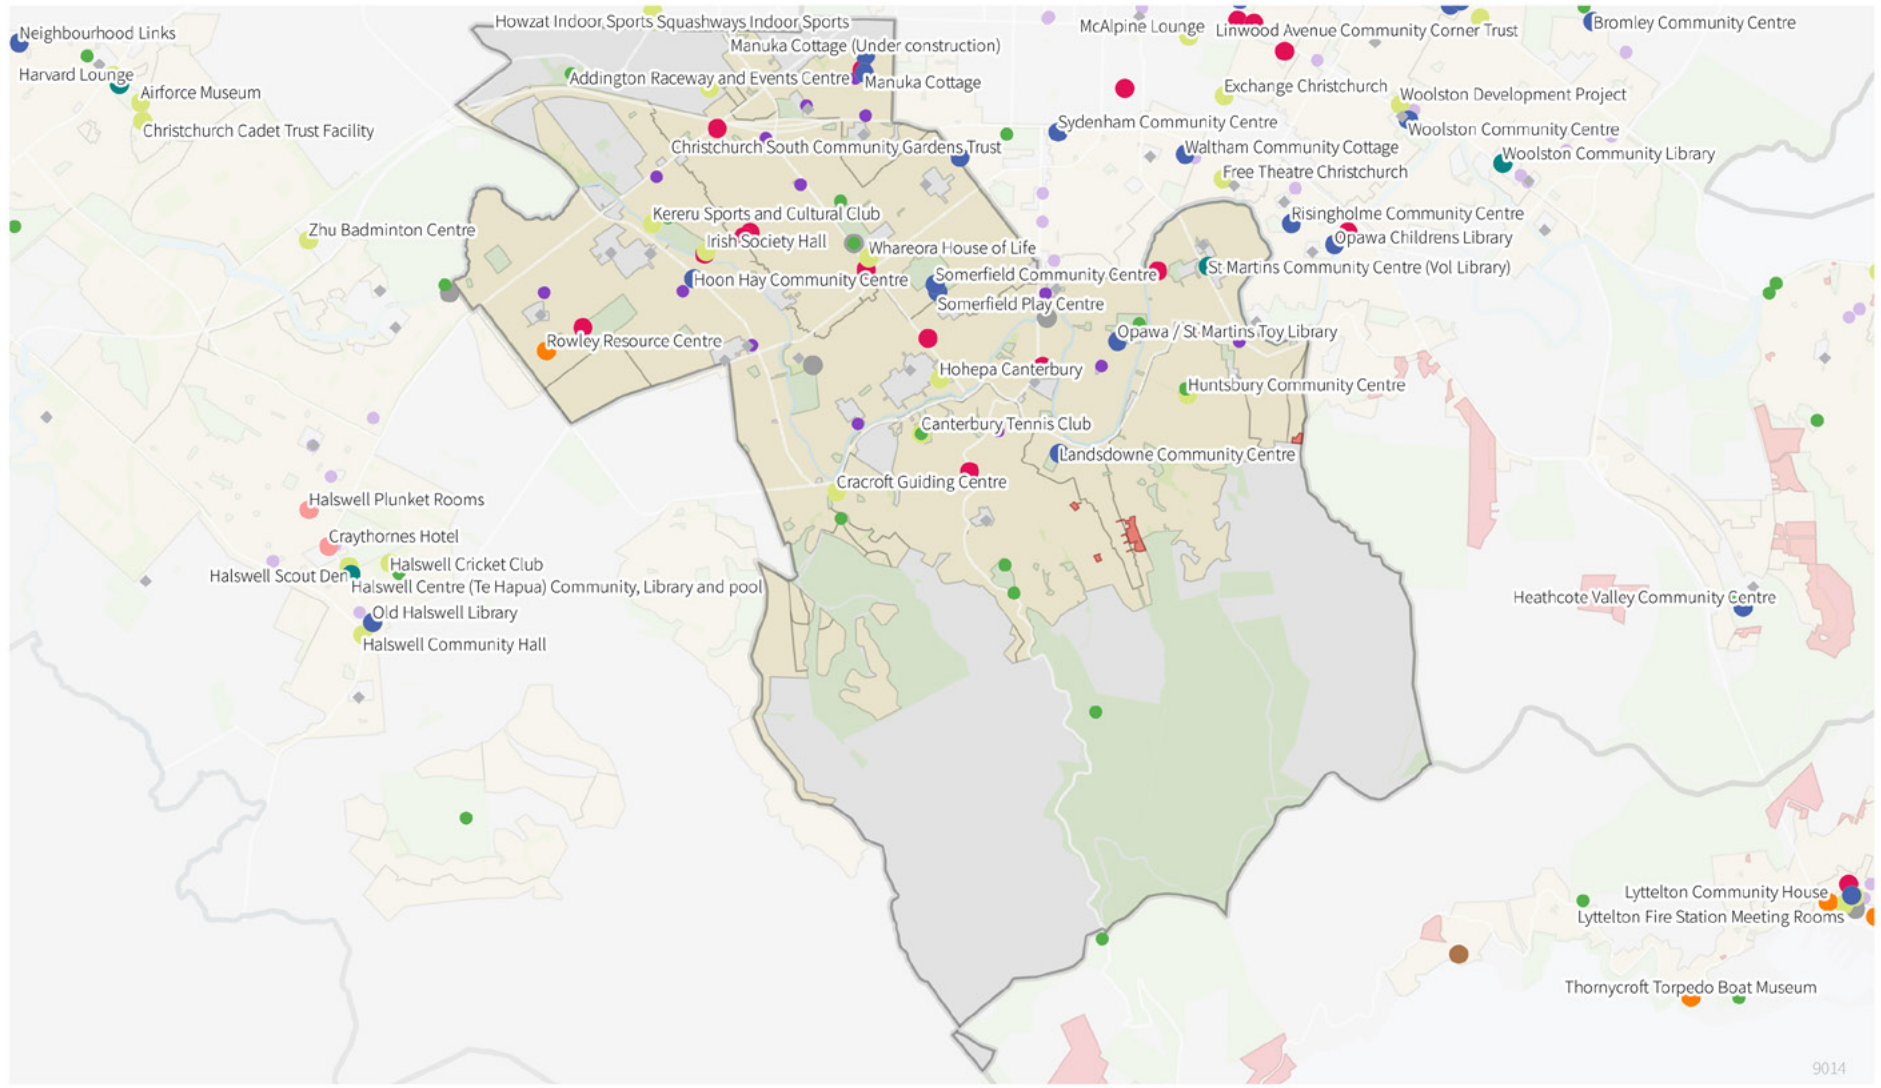 Howzat Indoor Sports Squashways Indoor Sports
McAlpine Lounge
Linwood Avenue Community Corner Trust
Bromley Community Centre
Neighbourhood Links
Manuka Cottage (Under construction)
Harvard Lounge
Addington Raceway and Events Centre
Manuka Cottage
Airforce Museum
Exchange Christchurch
Woolston Development Project
Christchurch Cadet Trust Facility
Sydenham Community Centre
Woolston Community Centre
Christchurch South Community Gardens Trust
Waltham Community Cottage
Woolston Community Library
Free Theatre Christchurch
Kereru Sports and Cultural Club
Risingholme Community Centre
Zhu Badminton Centre
Irish Society Hall
Whareora House of Life
Opawa Childrens Library
Hoon Hay Community Centre
Somerfield Community Centre
St Martins Community Centre (Vol Library)
Somerfield Play Centre
Rowley Resource Centre
Opawa / St Martins Toy Library
Hohepa Canterbury
Huntsbury Community Centre
Canterbury Tennis Club
Landsdowne Community Centre
Cracroft Guiding Centre
Halswell Plunket Rooms
Craythornes Hotel
Halswell Cricket Club
Halswell Scout Den
Halswell Centre (Te Hapua) Community, Library and pool
Heathcote Valley Community Centre
Old Halswell Library
Halswell Community Hall
Lyttelton Community House
Lyttelton Fire Station Meeting Rooms
Thornycroft Torpedo Boat Museum
9014